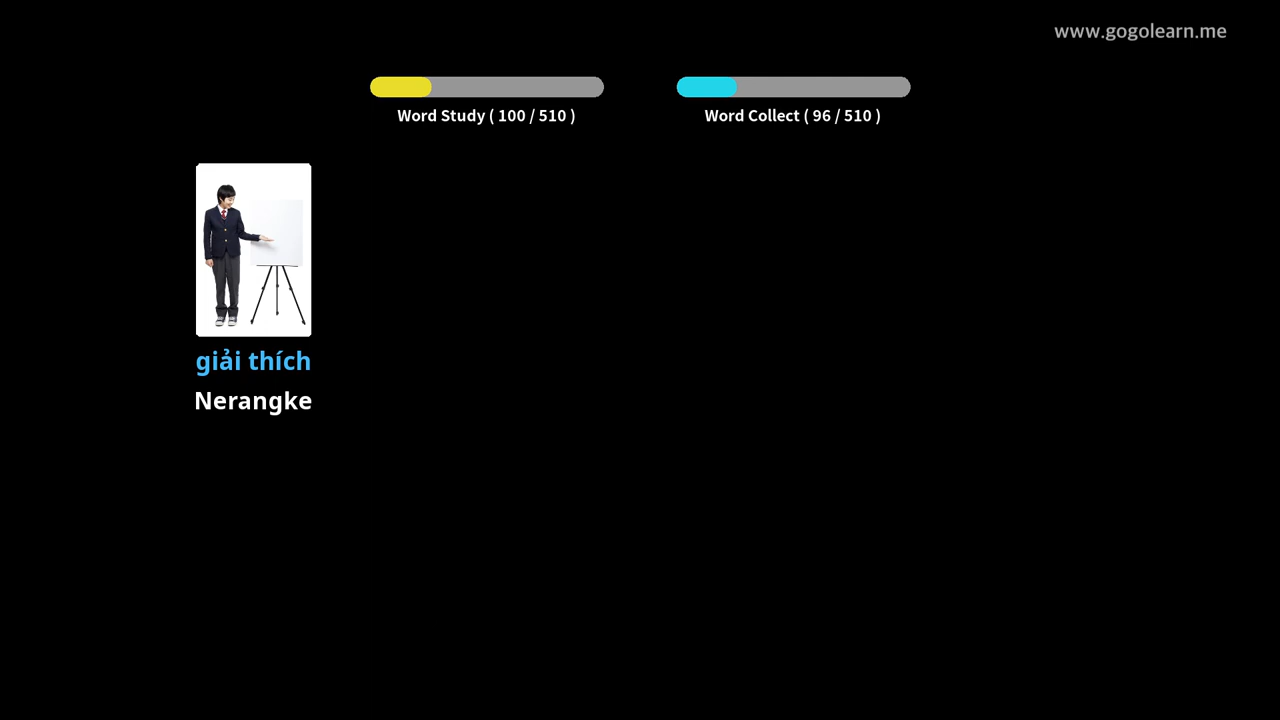 www.gogolearn.me
Word Study ( 100 / 510 )
Word Collect ( 96 / 510 )
giải thích
Nerangke